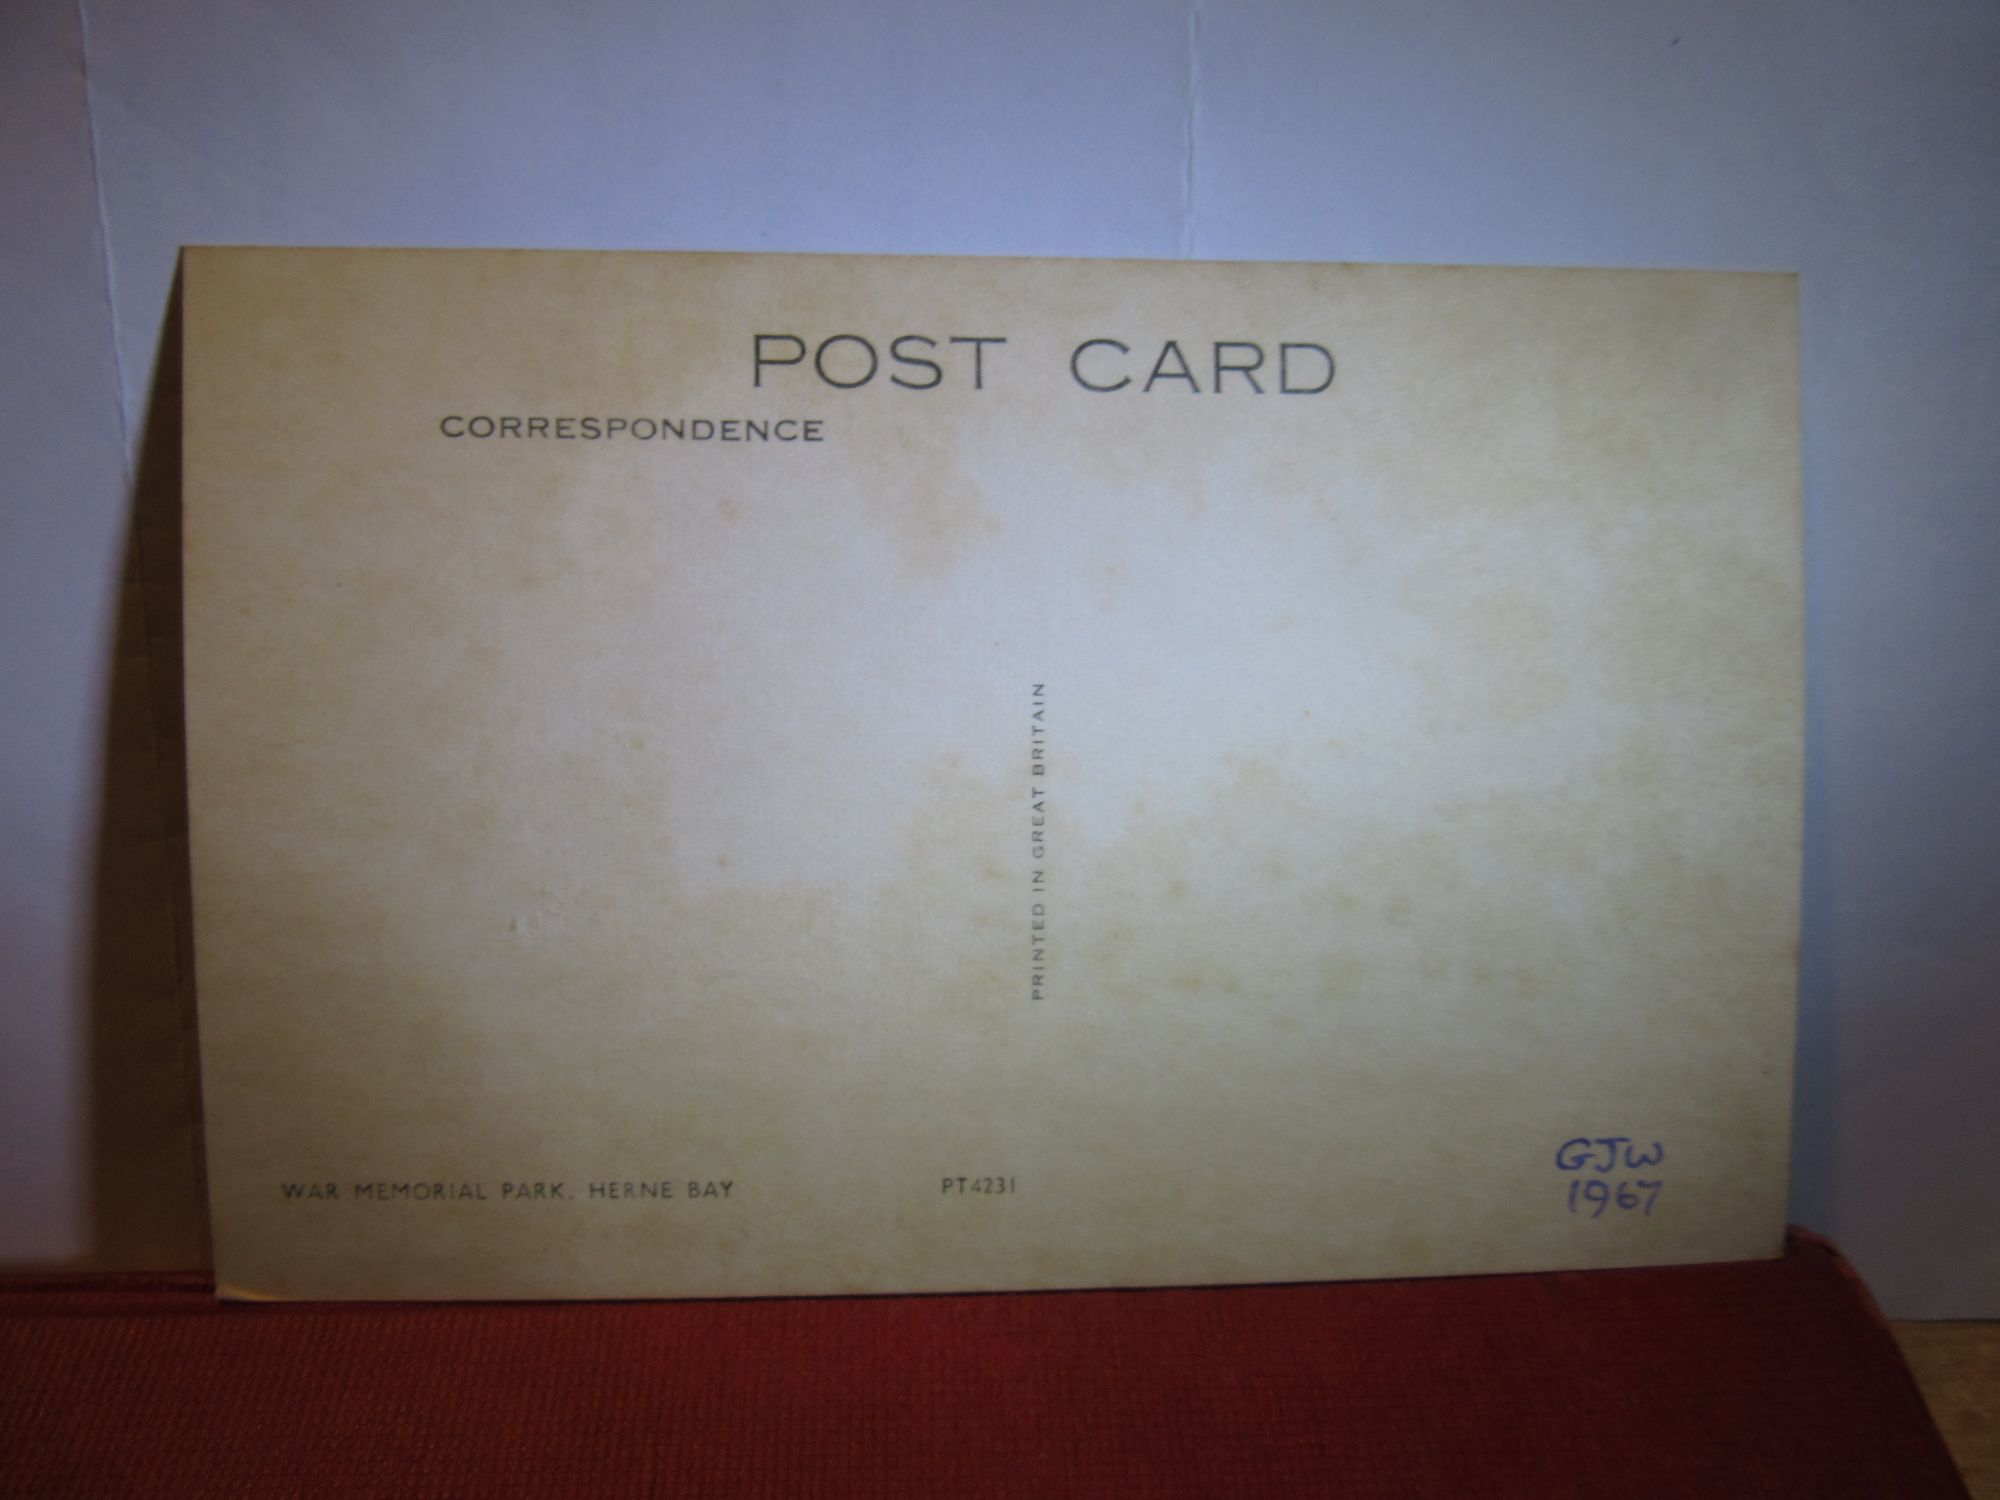 POST CARD
CORRESPONDENCE
PRINTED IN GREAT BRITAIN
WAR MEMORIAL PARK, HERNE BAY
PT4231
GJW
1967